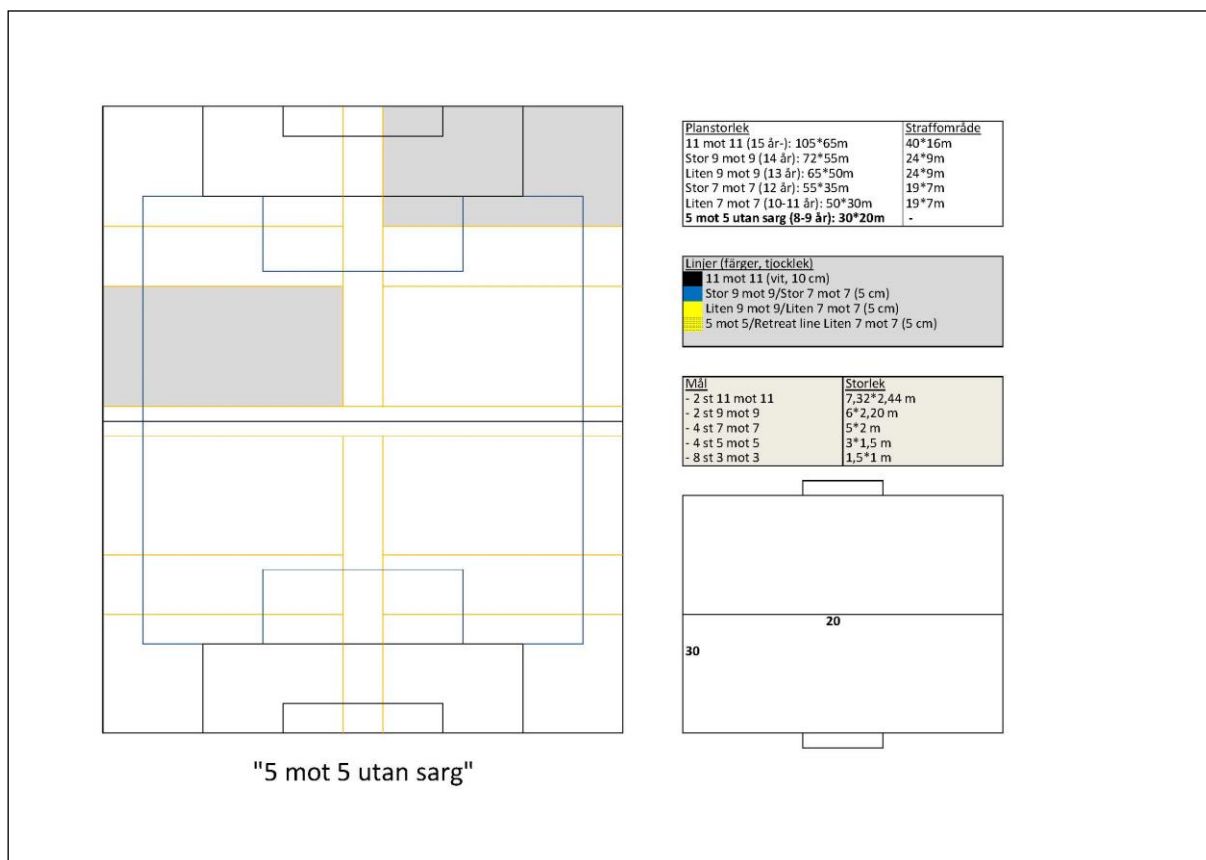 Planstorlek Straffområde
11 mot 11 (15 år-): 105*65m 40*16m
Stor 9 mot 9 (14 år): 72*55m 24*9m
Liten 9 mot 9 (13 år): 65*50m 24*9m
Stor 7 mot 7 (12 år): 55*35m 19*7m
Liten 7 mot 7 (10-11 år): 50*30m 19*7m
5 mot 5 utan sarg (8-9 år): 30*20m -
Linjer (färger, tjocklek)
11 mot 11 (vit, 10 cm)
Stor 9 mot 9/Stor 7 mot 7 (5 cm)
Liten 9 mot 9/Liten 7 mot 7 (5 cm)
5 mot 5/Retreat line Liten 7 mot 7 (5 cm)
Mål Storlek
- 2 st 11 mot 11 7,32*2,44 m
- 2 st 9 mot 9 6*2,20 m
- 4 st 7 mot 7 5*2 m
- 4 st 5 mot 5 3*1,5 m
- 8 st 3 mot 3 1,5*1 m
20
30
"5 mot 5 utan sarg"